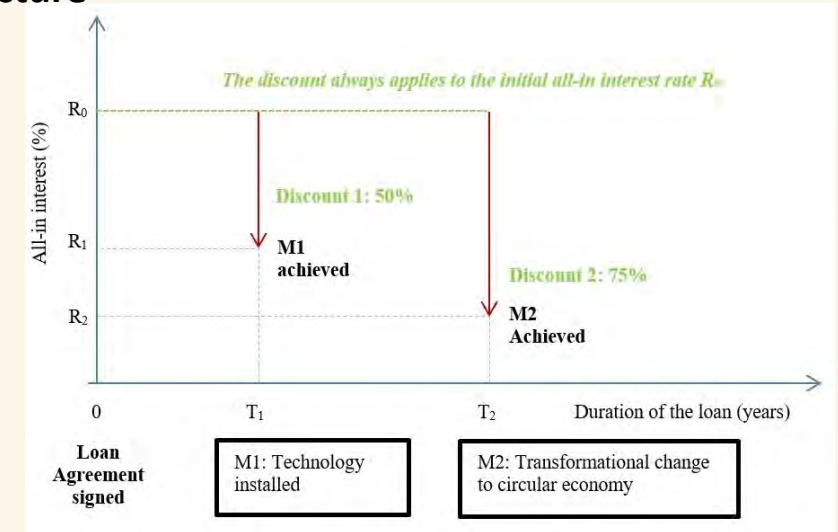 The discount always applies to the initial all-in interest rate R₀
R₀
All-in interest (%)
Discount 1: 50%
R₁
M1
achieved
Discount 2: 75%
R₂
M2
Achieved
0
T₁
T₂
Duration of the loan (years)
Loan
Agreement
signed
M1: Technology
installed
M2: Transformational change
to circular economy